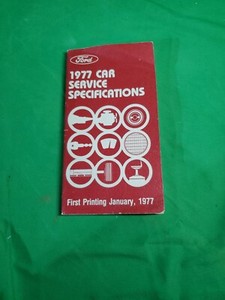 Ford
1977 CAR
SERVICE
SPECIFICATIONS
First Printing January, 1977